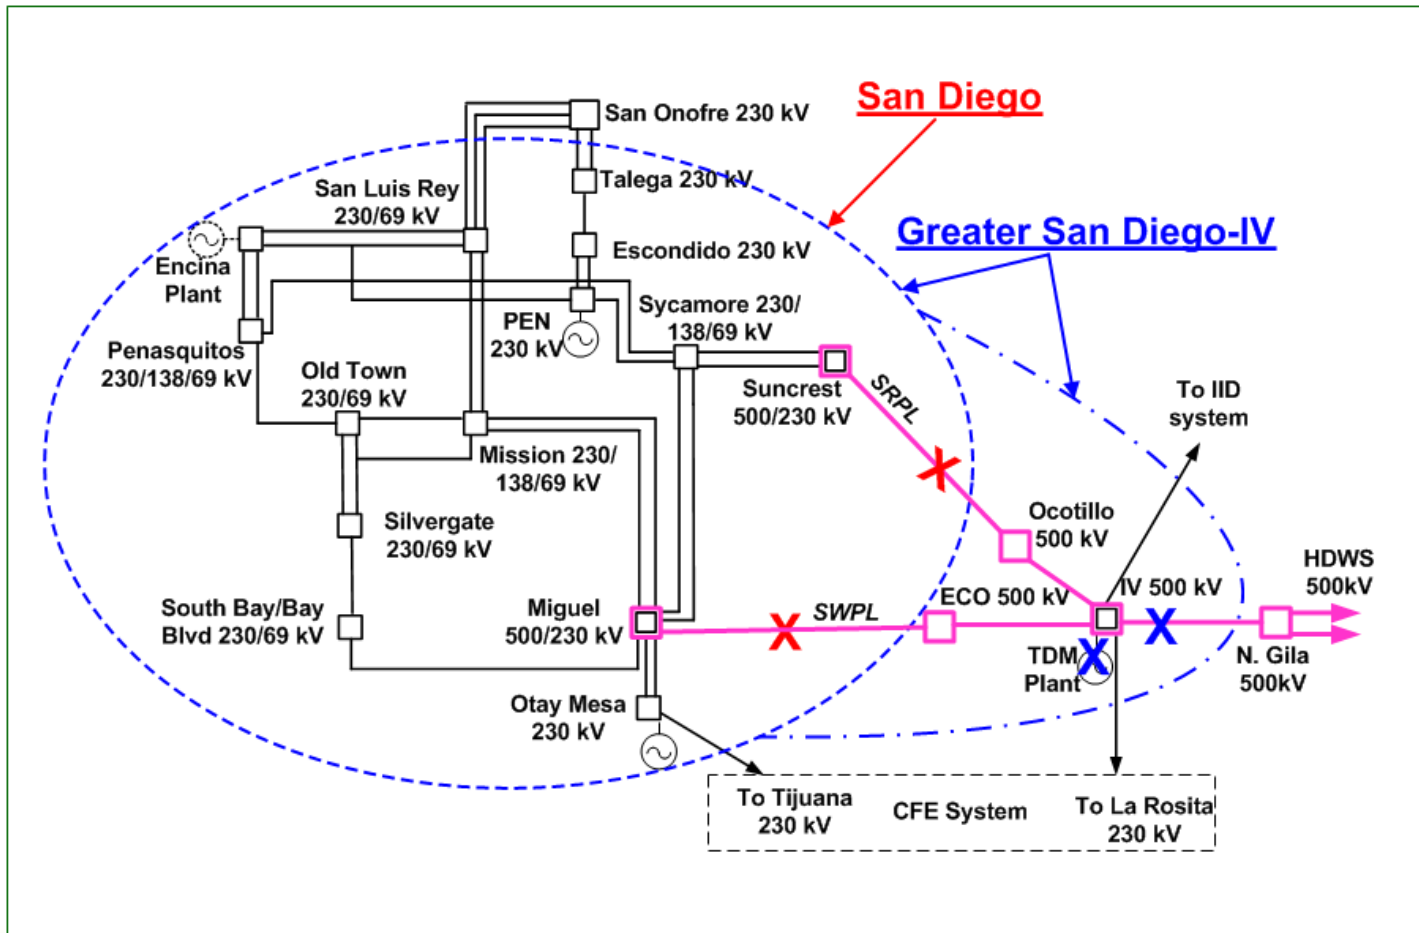 San Diego
San Onofre 230 kV
Talega 230 kV
San Luis Rey
230/69 kV
Greater San Diego-IV
Escondido 230 kV
Encina
Plant
Sycamore 230/
138/69 kV
PEN
230 kV
Penasquitos
230/138/69 kV
Old Town
230/69 kV
Suncrest
500/230 kV
SRPL
To IID
system
Mission 230/
138/69 kV
Silvergate
230/69 kV
Ocotillo
500 kV
HDWS
500kV
South Bay/Bay
Blvd 230/69 kV
Miguel
500/230 kV
SWPL
ECO 500 kV
IV 500 kV
X
X
X
X
TDM
Plant
N. Gila
500kV
Otay Mesa
230 kV
To Tijuana
230 kV
CFE System
To La Rosita
230 kV